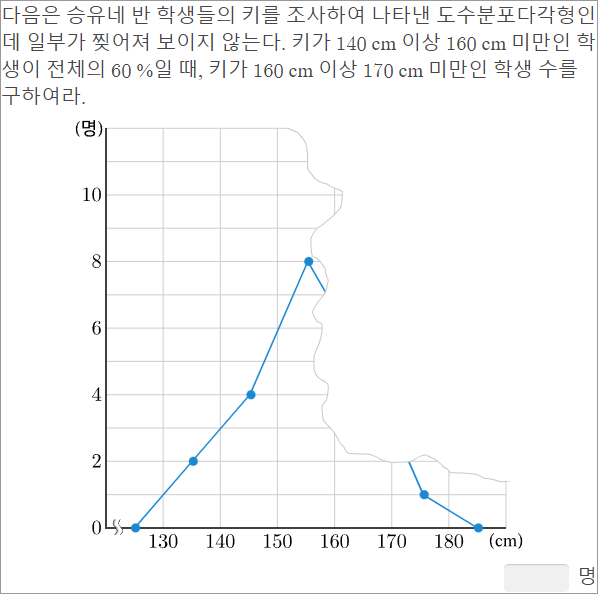 다음은 승유네 반 학생들의 키를 조사하여 나타낸 도수분포다각형인
데 일부가 찢어져 보이지 않는다. 키가 140 cm 이상 160 cm 미만인 학
생이 전체의 60 %일 때, 키가 160 cm 이상 170 cm 미만인 학생 수를
구하여라.
(명)
10
8
6
4
2
0
130 140 150 160 170 180 (cm)
명